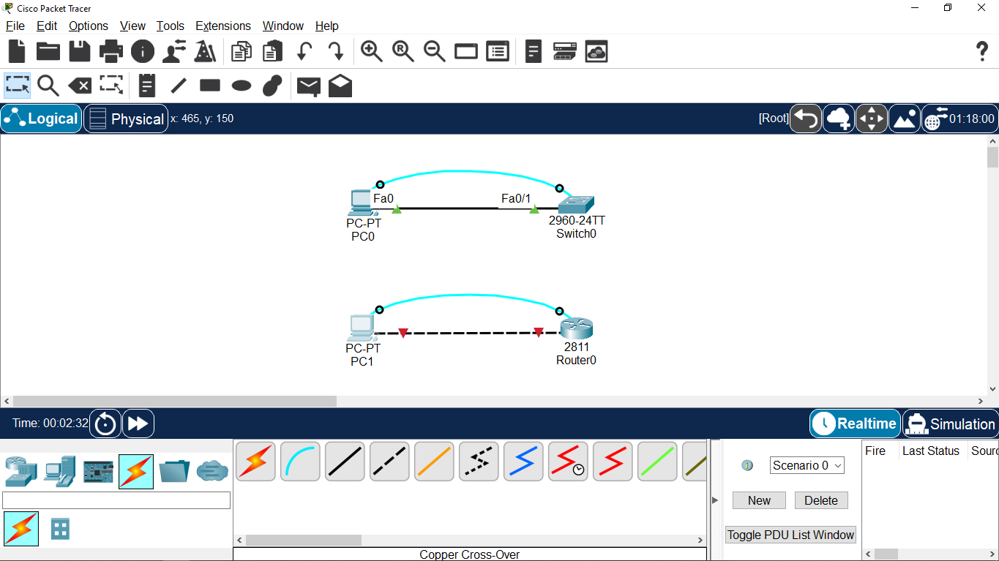 Cisco Packet Tracer
File Edit Options View Tools Extensions Window Help
Logical Physical x: 465, y: 150 [Root] 01:18:00
Fa0 Fa0/1
PC-PT 2960-24TT
PC0 Switch0
PC-PT 2811
PC1 Router0
Time: 00:02:32 Realtime Simulation
Fire Last Status Sourc
Scenario 0
New Delete
Toggle PDU List Window
Copper Cross-Over